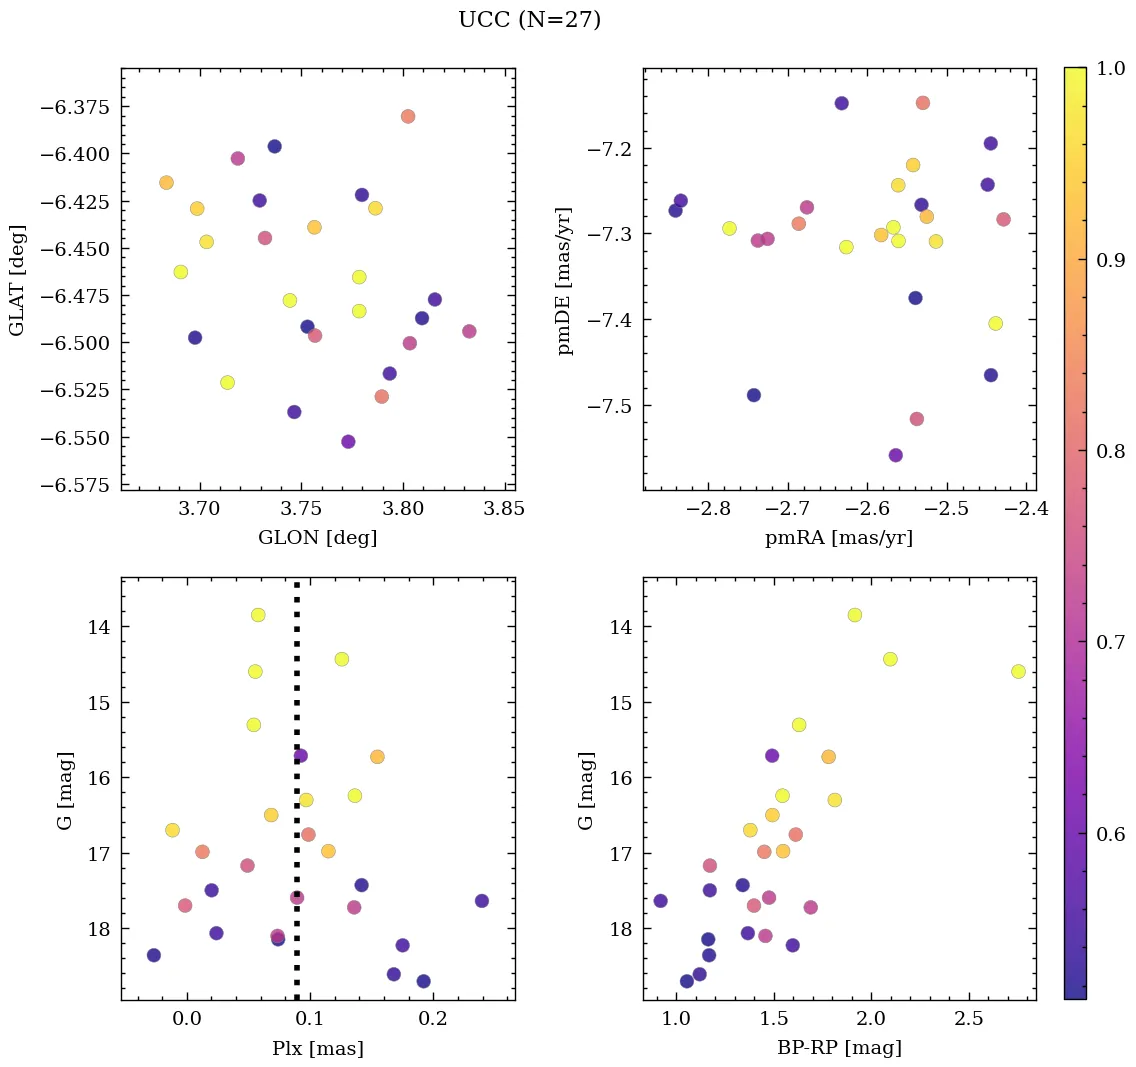 UCC (N=27)
−6.375
−6.400
−6.425
−6.450
−6.475
−6.500
−6.525
−6.550
−6.575
GLAT [deg]
3.70 3.75 3.80 3.85
GLON [deg]
−7.2
−7.3
−7.4
−7.5
pmDE [mas/yr]
−2.8 −2.7 −2.6 −2.5 −2.4
pmRA [mas/yr]
1.0
0.9
0.8
0.7
0.6
14
15
16
17
18
G [mag]
0.0 0.1 0.2
Plx [mas]
14
15
16
17
18
G [mag]
1.0 1.5 2.0 2.5
BP-RP [mag]